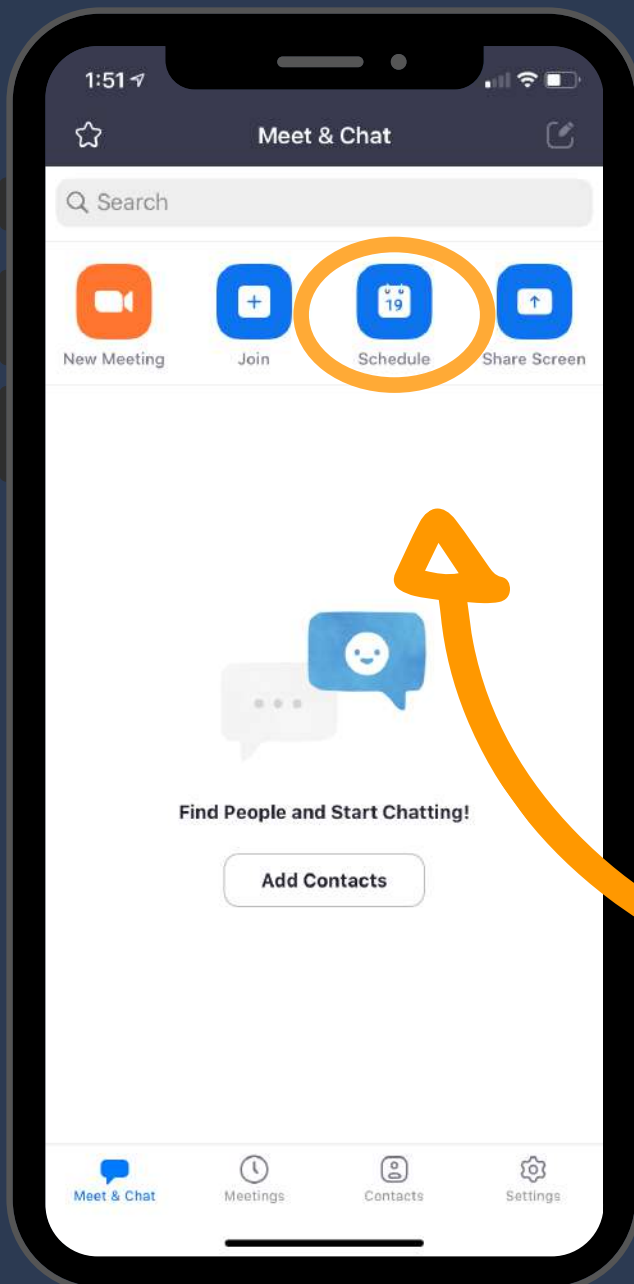 1:51
Meet & Chat
Search
19
New Meeting
Join
Schedule
Share Screen
Find People and Start Chatting!
Add Contacts
Meet & Chat
Meetings
Contacts
Settings